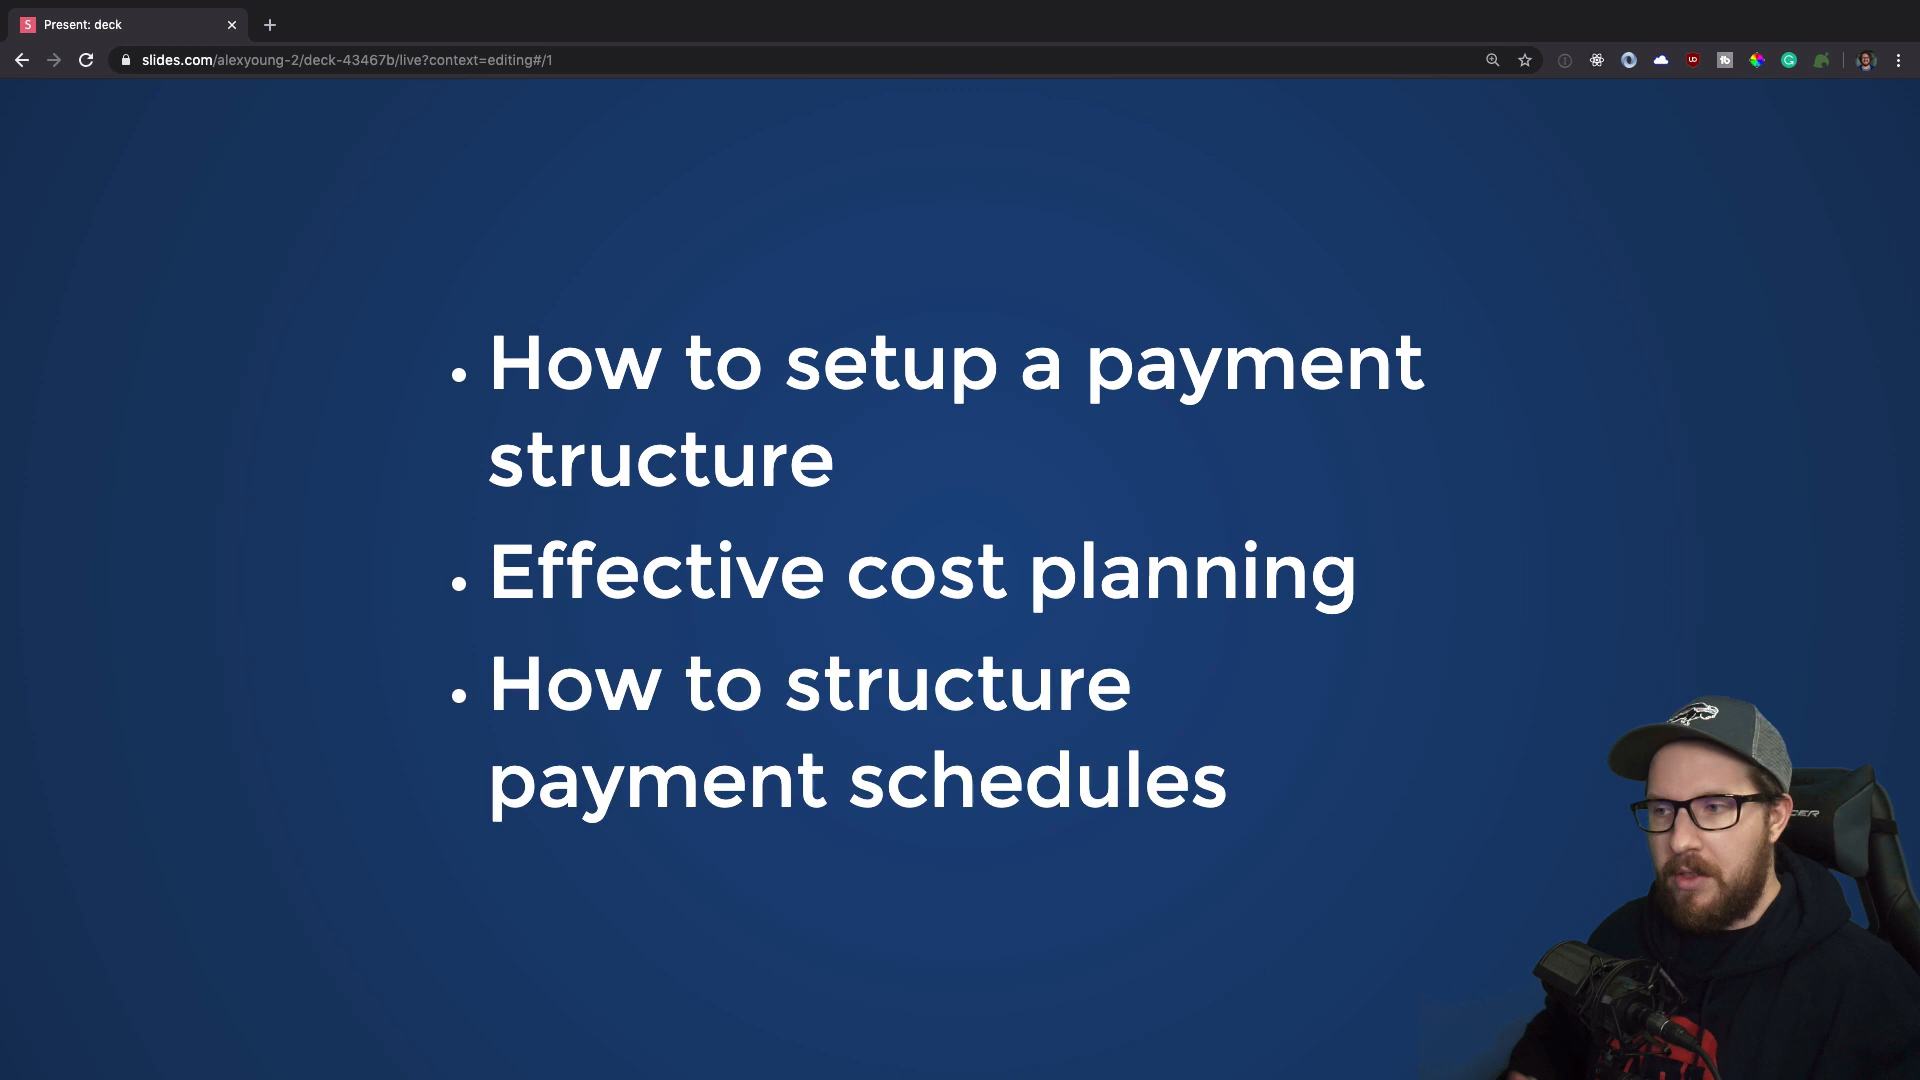 Present: deck
slides.com/alexyoung-2/deck-43467b/live?context=editing#/1
• How to setup a payment
structure
• Effective cost planning
• How to structure
payment schedules